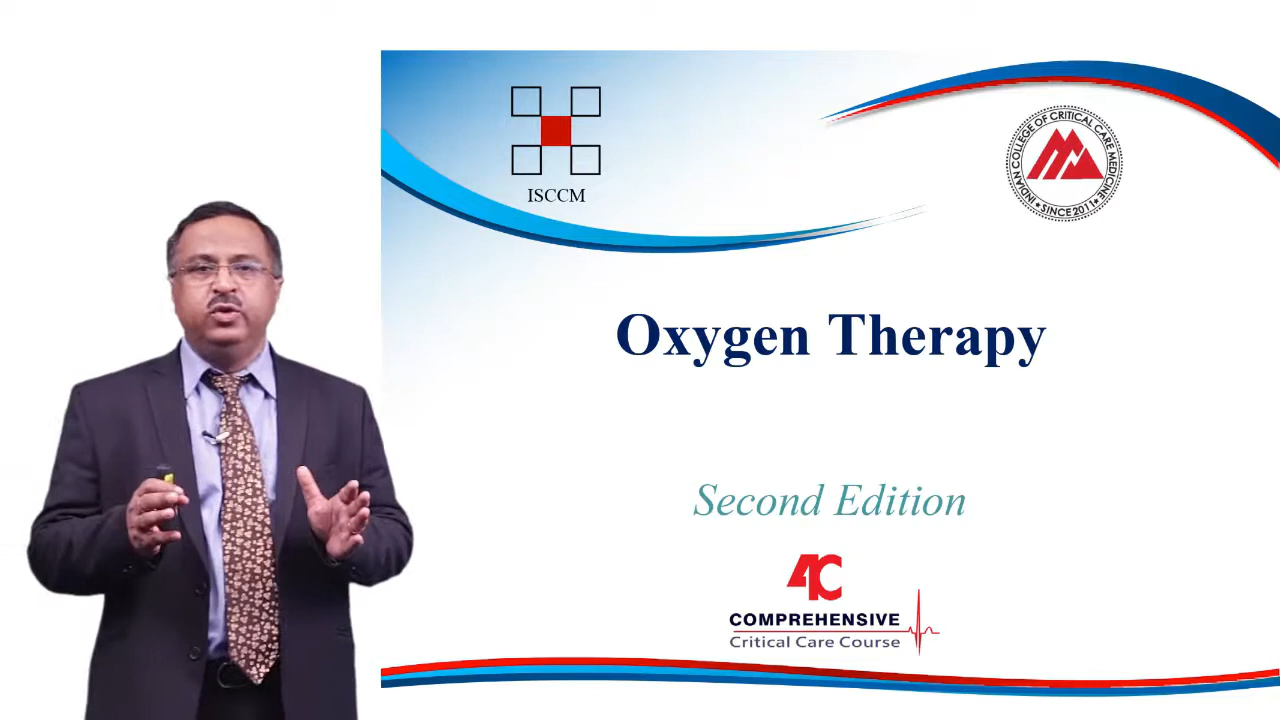 ISCCM
INDIAN COLLEGE OF CRITICAL CARE MEDICINE
★ SINCE 2011 ★
Oxygen Therapy
Second Edition
4C
COMPREHENSIVE
Critical Care Course